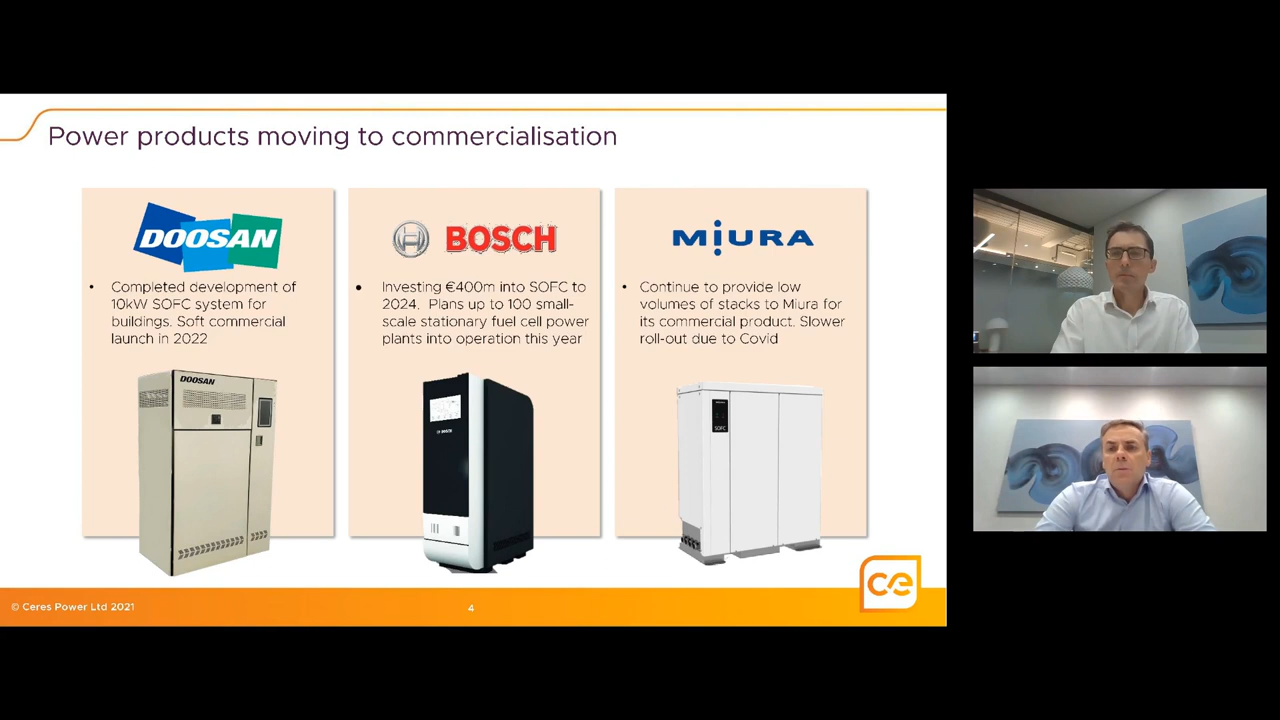 Power products moving to commercialisation
DOOSAN
• Completed development of
10kW SOFC system for
buildings. Soft commercial
launch in 2022
BOSCH
• Investing €400m into SOFC to
2024. Plans up to 100 small-
scale stationary fuel cell power
plants into operation this year
MIURA
• Continue to provide low
volumes of stacks to Miura for
its commercial product. Slower
roll-out due to Covid
DOOSAN
BOSCH
SOFC
ce
© Ceres Power Ltd 2021
4